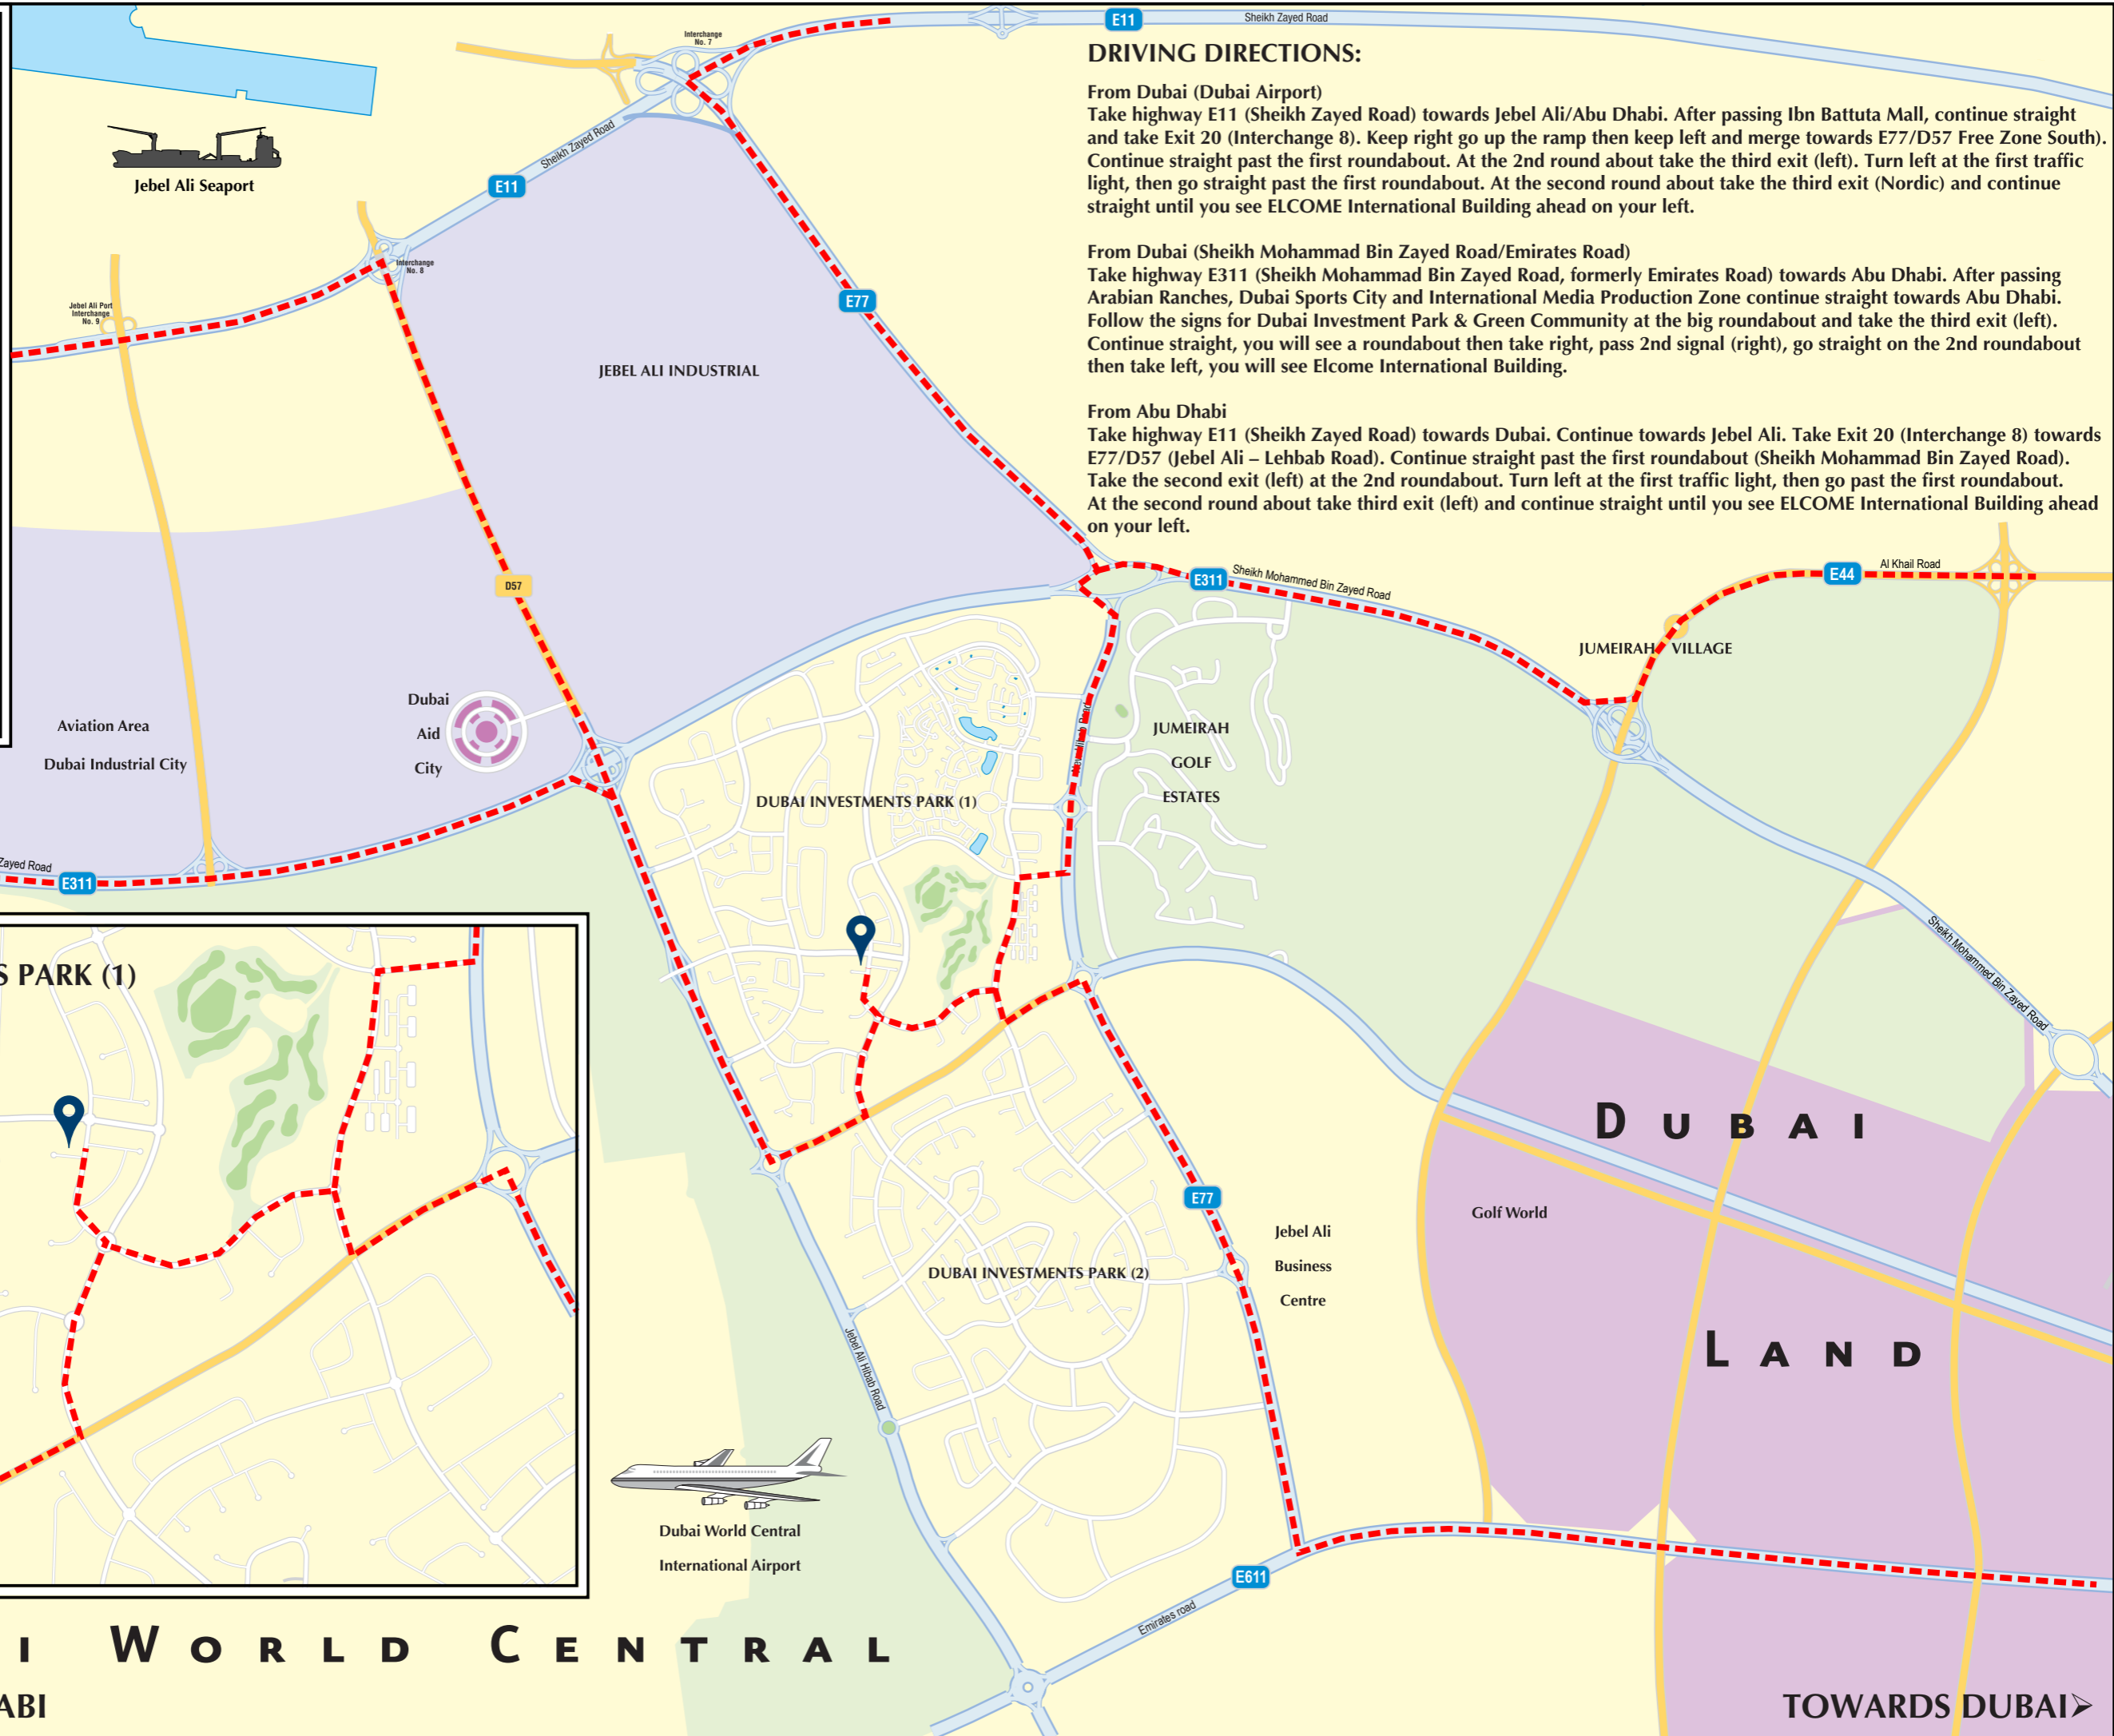 E11
Sheikh Zayed Road
Interchange
No. 7
DRIVING DIRECTIONS:
From Dubai (Dubai Airport)
Take highway E11 (Sheikh Zayed Road) towards Jebel Ali/Abu Dhabi. After passing Ibn Battuta Mall, continue straight
and take Exit 20 (Interchange 8). Keep right go up the ramp then keep left and merge towards E77/D57 Free Zone South).
Continue straight past the first roundabout. At the 2nd round about take the third exit (left). Turn left at the first traffic
light, then go straight past the first roundabout. At the second round about take the third exit (Nordic) and continue
straight until you see ELCOME International Building ahead on your left.
From Dubai (Sheikh Mohammad Bin Zayed Road/Emirates Road)
Take highway E311 (Sheikh Mohammad Bin Zayed Road, formerly Emirates Road) towards Abu Dhabi. After passing
Arabian Ranches, Dubai Sports City and International Media Production Zone continue straight towards Abu Dhabi.
Follow the signs for Dubai Investment Park & Green Community at the big roundabout and take the third exit (left).
Continue straight, you will see a roundabout then take right, pass 2nd signal (right), go straight on the 2nd roundabout
then take left, you will see Elcome International Building.
From Abu Dhabi
Take highway E11 (Sheikh Zayed Road) towards Dubai. Continue towards Jebel Ali. Take Exit 20 (Interchange 8) towards
E77/D57 (Jebel Ali – Lehbab Road). Continue straight past the first roundabout (Sheikh Mohammad Bin Zayed Road).
Take the second exit (left) at the 2nd roundabout. Turn left at the first traffic light, then go past the first roundabout.
At the second round about take third exit (left) and continue straight until you see ELCOME International Building ahead
on your left.
Jebel Ali Seaport
Sheikh Zayed Road
E11
Interchange
No. 8
Jebel Ali Port
Interchange
No. 9
E77
JEBEL ALI INDUSTRIAL
D57
E311
Sheikh Mohammed Bin Zayed Road
E44
Al Khail Road
JUMEIRAH VILLAGE
Dubai
Aid
City
Aviation Area
Dubai Industrial City
JUMEIRAH
GOLF
ESTATES
DUBAI INVESTMENTS PARK (1)
Zayed Road
E311
Sheikh Mohammed Bin Zayed Road
S PARK (1)
DUBAI
LAND
E77
Golf World
Jebel Ali
Business
Centre
DUBAI INVESTMENTS PARK (2)
Jebel Ali Hibab Road
Dubai World Central
International Airport
E611
Emirates road
I WORLD CENTRAL
ABI
TOWARDS DUBAI➢